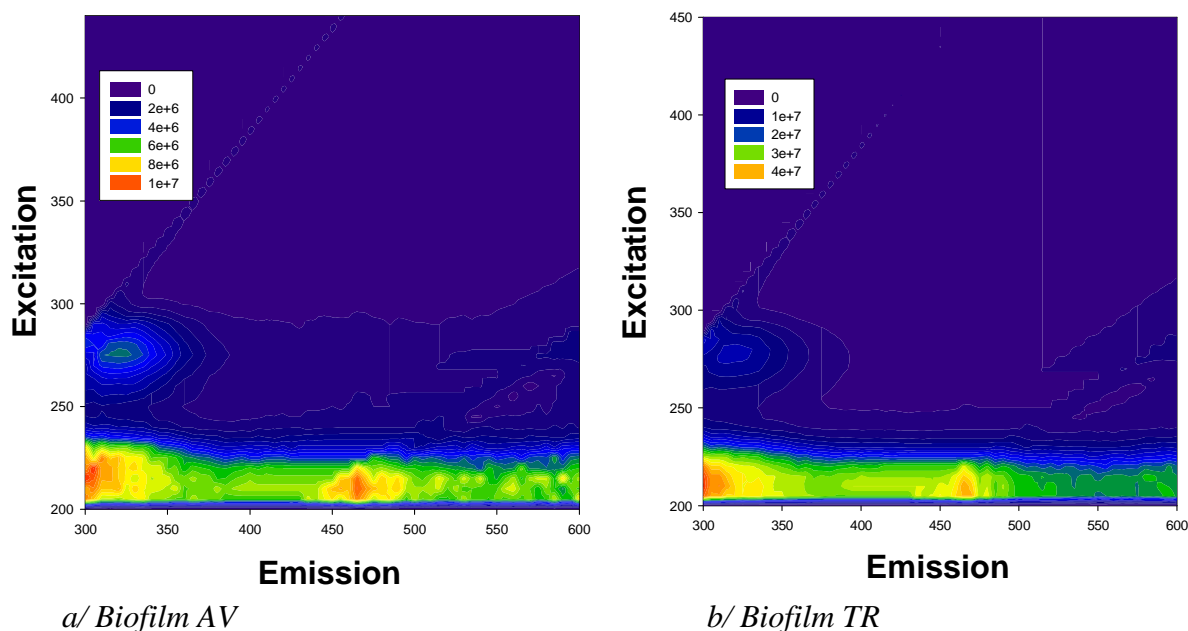 Excitation
400
350
300
250
200
0
2e+6
4e+6
6e+6
8e+6
1e+7
300 350 400 450 500 550 600
Emission
a/ Biofilm AV
Excitation
450
400
350
300
250
200
0
1e+7
2e+7
3e+7
4e+7
300 350 400 450 500 550 600
Emission
b/ Biofilm TR